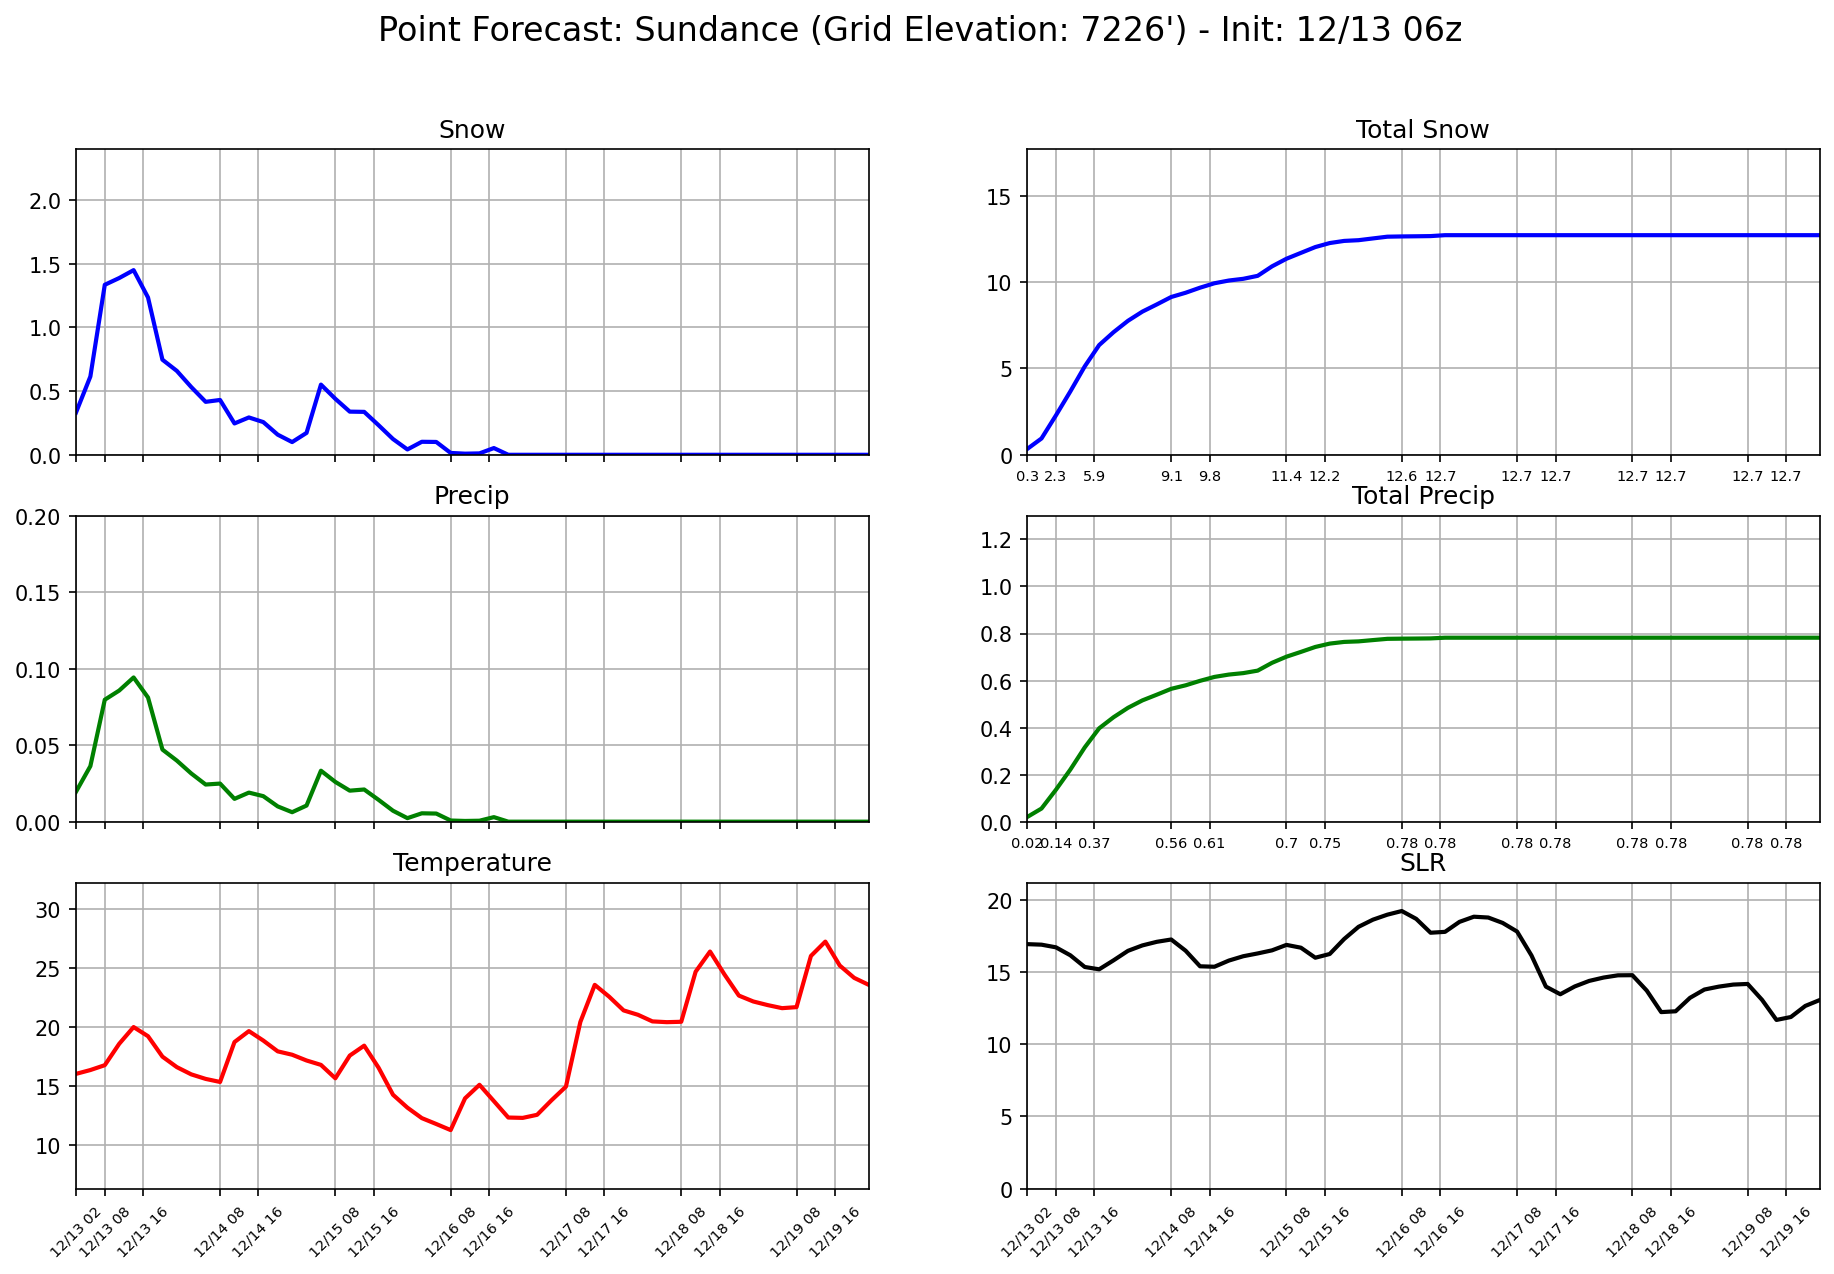 Point Forecast: Sundance (Grid Elevation: 7226') - Init: 12/13 06z
Snow
2.0
1.5
1.0
0.5
0.0
Total Snow
15
10
5
0
0.3 2.3 5.9 9.1 9.8 11.4 12.2 12.6 12.7 12.7 12.7 12.7 12.7 12.7 12.7
Precip
0.20
0.15
0.10
0.05
0.00
Total Precip
1.2
1.0
0.8
0.6
0.4
0.2
0.0
0.02 0.14 0.37 0.56 0.61 0.7 0.75 0.78 0.78 0.78 0.78 0.78 0.78 0.78 0.78
Temperature
30
25
20
15
10
12/13 02 12/13 08 12/13 16 12/14 08 12/14 16 12/15 08 12/15 16 12/16 08 12/16 16 12/17 08 12/17 16 12/18 08 12/18 16 12/19 08 12/19 16
SLR
20
15
10
5
0
12/13 02 12/13 08 12/13 16 12/14 08 12/14 16 12/15 08 12/15 16 12/16 08 12/16 16 12/17 08 12/17 16 12/18 08 12/18 16 12/19 08 12/19 16